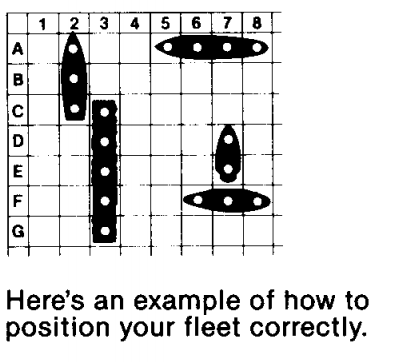 1 2 3 4 5 6 7 8
A
B
C
D
E
F
G
Here's an example of how to
position your fleet correctly.